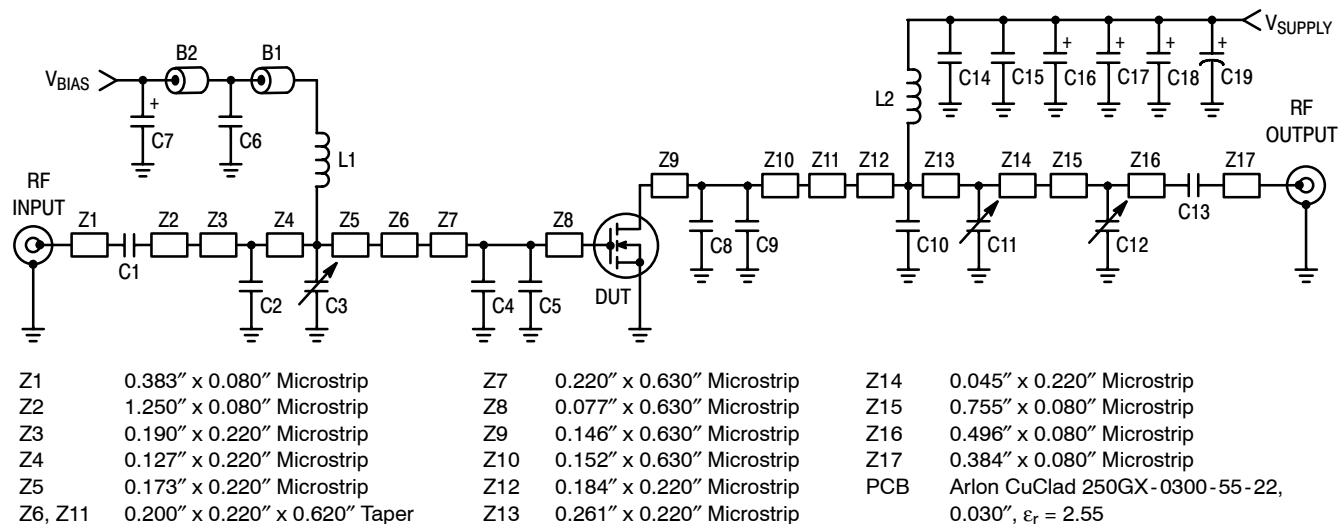 B2 B1
V_BIAS
+
C7 C6
L1
RF
INPUT
Z1 Z2 Z3 Z4 Z5 Z6 Z7 Z8
C1
C2 C3 C4 C5
DUT
Z9 Z10 Z11 Z12 Z13 Z14 Z15 Z16 Z17
C8 C9 C10 C11 C12 C13
L2
+ + + +
C14 C15 C16 C17 C18 C19
V_SUPPLY
RF
OUTPUT
Z1 0.383″ x 0.080″ Microstrip
Z2 1.250″ x 0.080″ Microstrip
Z3 0.190″ x 0.220″ Microstrip
Z4 0.127″ x 0.220″ Microstrip
Z5 0.173″ x 0.220″ Microstrip
Z6, Z11 0.200″ x 0.220″ x 0.620″ Taper
Z7 0.220″ x 0.630″ Microstrip
Z8 0.077″ x 0.630″ Microstrip
Z9 0.146″ x 0.630″ Microstrip
Z10 0.152″ x 0.630″ Microstrip
Z12 0.184″ x 0.220″ Microstrip
Z13 0.261″ x 0.220″ Microstrip
Z14 0.045″ x 0.220″ Microstrip
Z15 0.755″ x 0.080″ Microstrip
Z16 0.496″ x 0.080″ Microstrip
Z17 0.384″ x 0.080″ Microstrip
PCB Arlon CuClad 250GX-0300-55-22,
0.030″, εr = 2.55